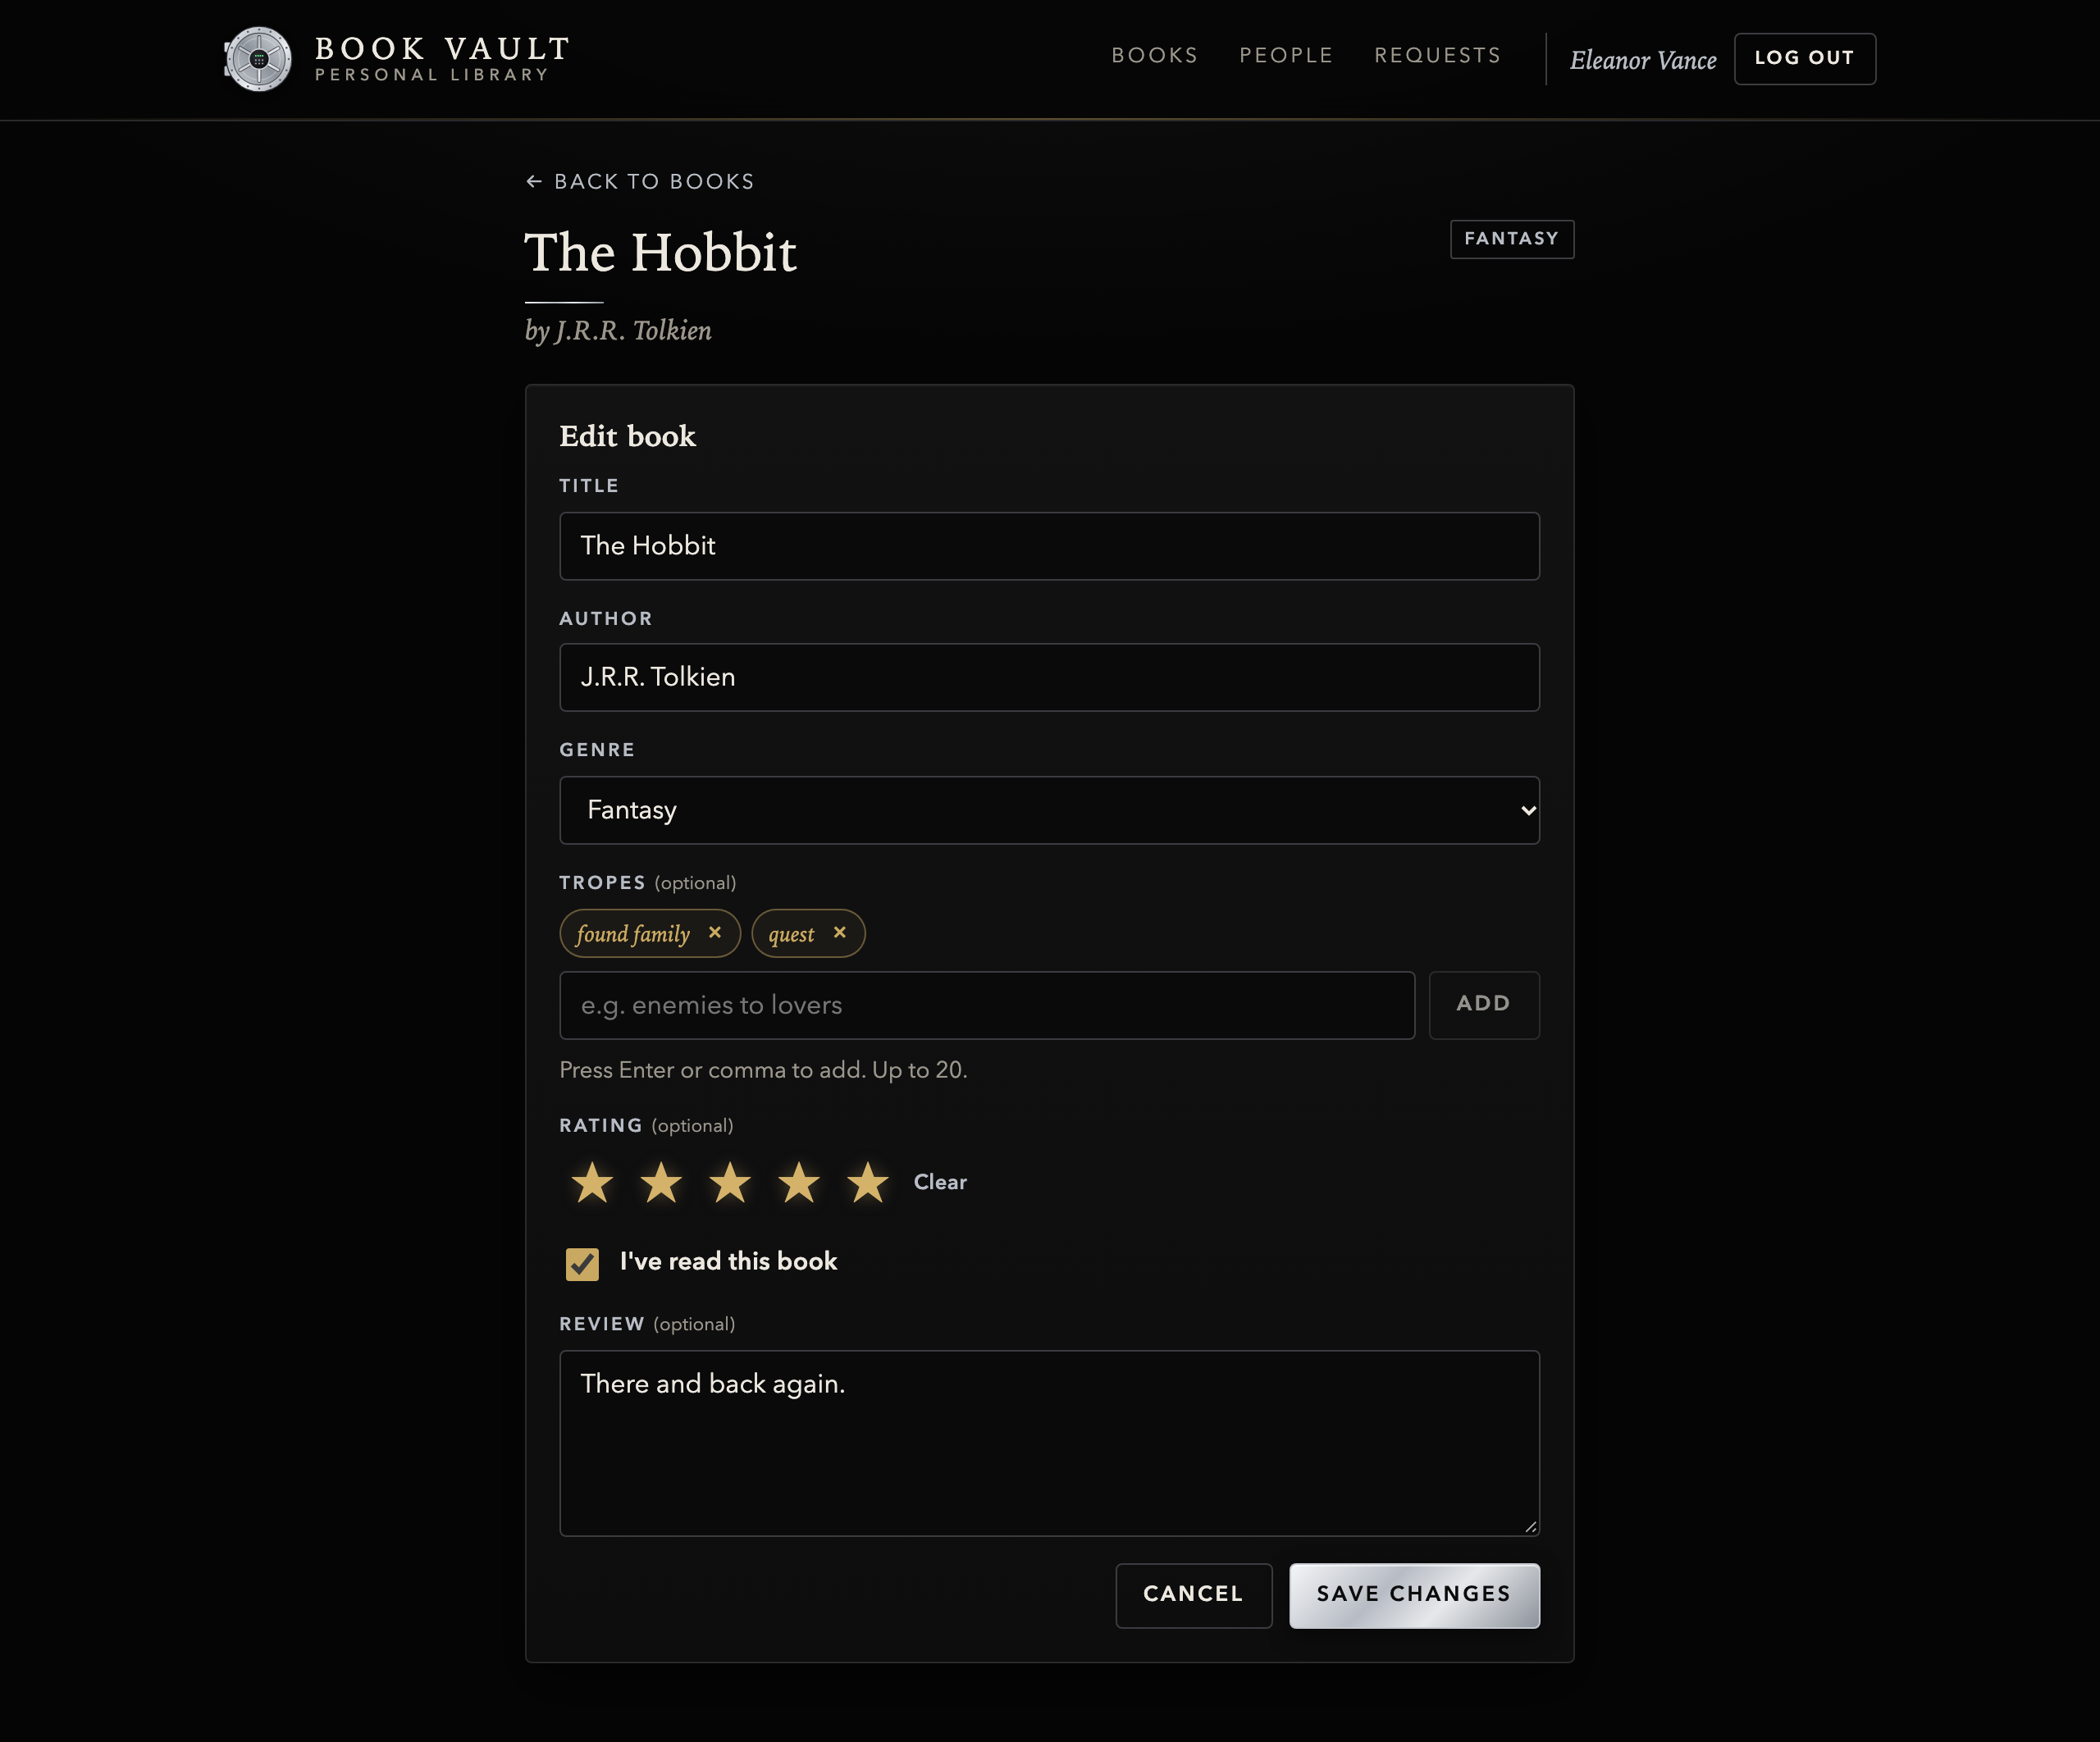 BOOK VAULT
PERSONAL LIBRARY
BOOKS PEOPLE REQUESTS Eleanor Vance LOG OUT
← BACK TO BOOKS
The Hobbit
FANTASY
by J.R.R. Tolkien
Edit book
TITLE
The Hobbit
AUTHOR
J.R.R. Tolkien
GENRE
Fantasy
TROPES (optional)
found family × quest ×
e.g. enemies to lovers ADD
Press Enter or comma to add. Up to 20.
RATING (optional)
★ ★ ★ ★ ★ Clear
I've read this book
REVIEW (optional)
There and back again.
CANCEL SAVE CHANGES